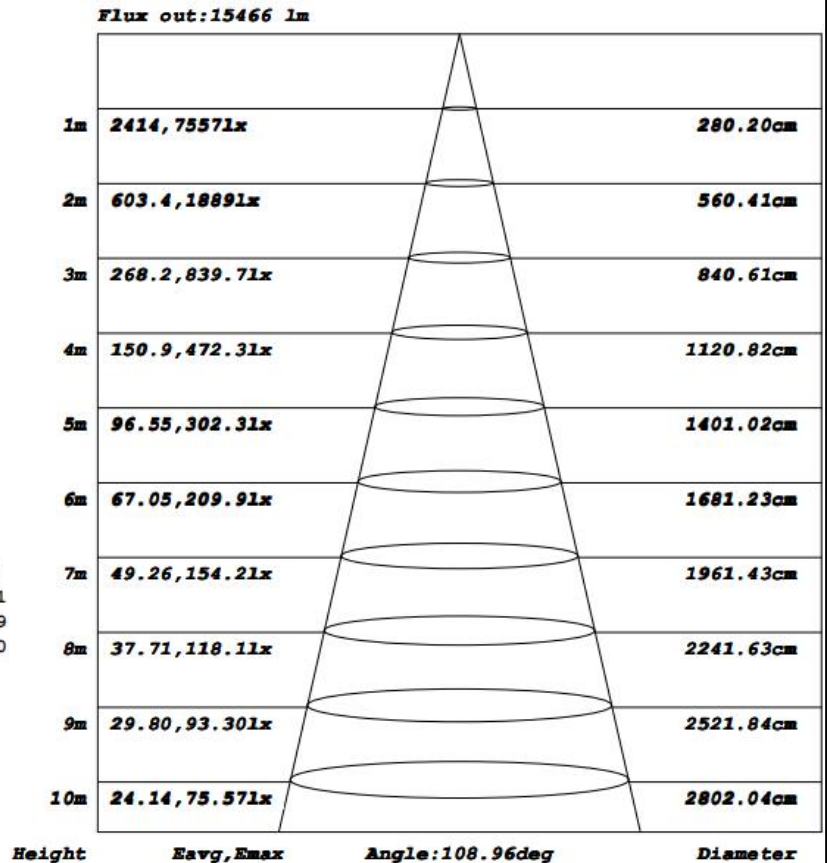 Flux out:15466 lm
1m 2414,7557lx 280.20cm
2m 603.4,1889lx 560.41cm
3m 268.2,839.7lx 840.61cm
4m 150.9,472.3lx 1120.82cm
5m 96.55,302.3lx 1401.02cm
6m 67.05,209.9lx 1681.23cm
7m 49.26,154.2lx 1961.43cm
1
9
0
8m 37.71,118.1lx 2241.63cm
9m 29.80,93.30lx 2521.84cm
10m 24.14,75.57lx 2802.04cm
Height Eavg,Emax Angle:108.96deg Diameter